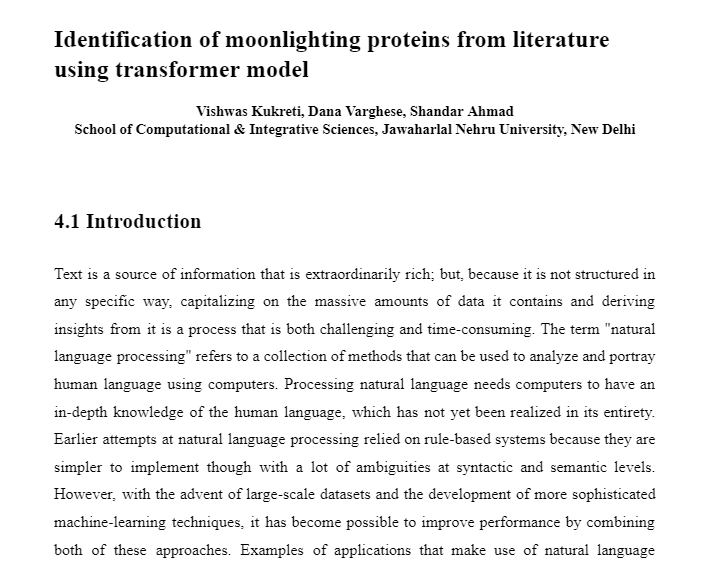 Identification of moonlighting proteins from literature
using transformer model
Vishwas Kukreti, Dana Varghese, Shandar Ahmad
School of Computational & Integrative Sciences, Jawaharlal Nehru University, New Delhi
4.1 Introduction
Text is a source of information that is extraordinarily rich; but, because it is not structured in
any specific way, capitalizing on the massive amounts of data it contains and deriving
insights from it is a process that is both challenging and time-consuming. The term "natural
language processing" refers to a collection of methods that can be used to analyze and portray
human language using computers. Processing natural language needs computers to have an
in-depth knowledge of the human language, which has not yet been realized in its entirety.
Earlier attempts at natural language processing relied on rule-based systems because they are
simpler to implement though with a lot of ambiguities at syntactic and semantic levels.
However, with the advent of large-scale datasets and the development of more sophisticated
machine-learning techniques, it has become possible to improve performance by combining
both of these approaches. Examples of applications that make use of natural language